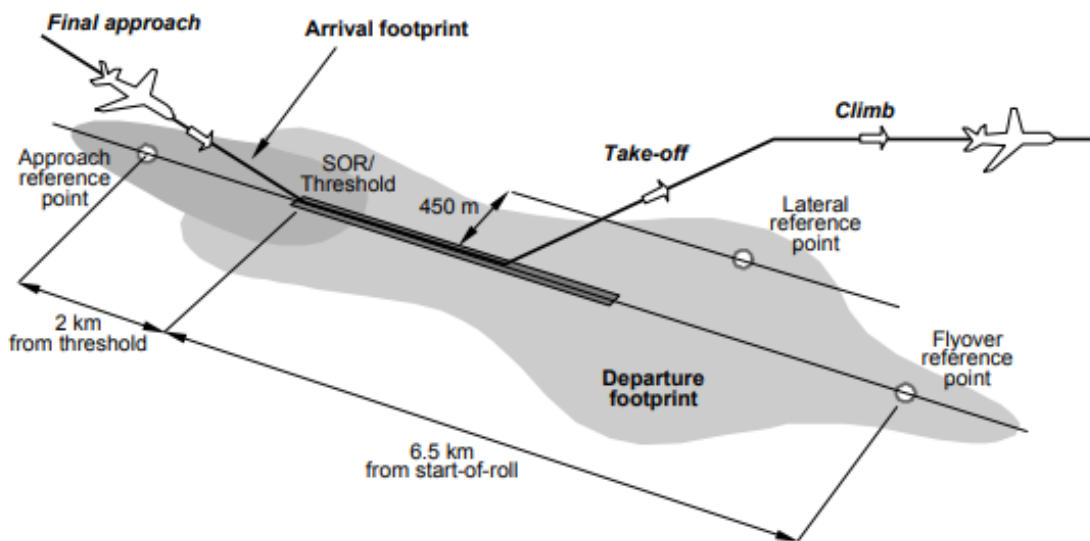 Final approach
Arrival footprint
Climb
Take-off
Approach
reference
point
SOR/
Threshold
450 m
Lateral
reference
point
2 km
from threshold
Flyover
reference
point
Departure
footprint
6.5 km
from start-of-roll